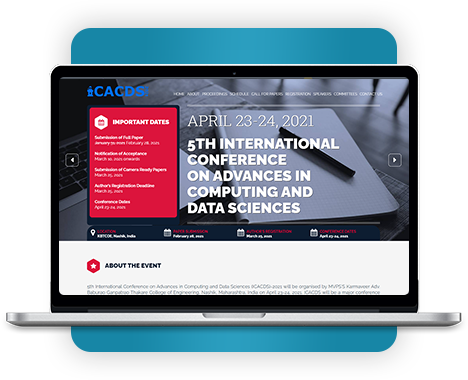 iCACDS
HOME ABOUT PROCEEDINGS SCHEDULE CALL FOR PAPERS REGISTRATION SPEAKERS COMMITTEES CONTACT US
IMPORTANT DATES
Submission of Full Paper
January 30, 2021 February 28, 2021
Notification of Acceptance
March 10, 2021 onwards
Submission of Camera Ready Papers
March 25, 2021
Author's Registration Deadline
March 25, 2021
Conference Dates
April 23-24, 2021
APRIL 23-24, 2021
5TH INTERNATIONAL
CONFERENCE
ON ADVANCES IN
COMPUTING AND
DATA SCIENCES
LOCATION
KBTCOE, Nashik, India
PAPER SUBMISSION
February 28, 2021
AUTHOR'S REGISTRATION
March 25, 2021
CONFERENCE DATES
April 23-24, 2021
ABOUT THE EVENT
5th International Conference on Advances in Computing and Data Sciences (ICACDS)-2021 will be organised by MVPS'S Karmaveer Adv.
Baburao Ganpatrao Thakare College of Engineering, Nashik, Maharashtra, India on April 23-24, 2021. ICACDS will be a major conference